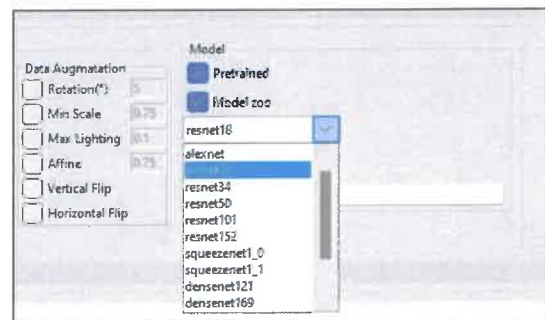 Model
Data Augmatation
Pretrained
Rotation(°) 5
Model zoo
Min Scale 0.75
resnet18
Max Lighting 0.1
Affine 0.75
Vertical Flip
Horizontal Flip
alexnet
resnet34
resnet50
resnet101
resnet152
squeezenet1_0
squeezenet1_1
densenet121
densenet169